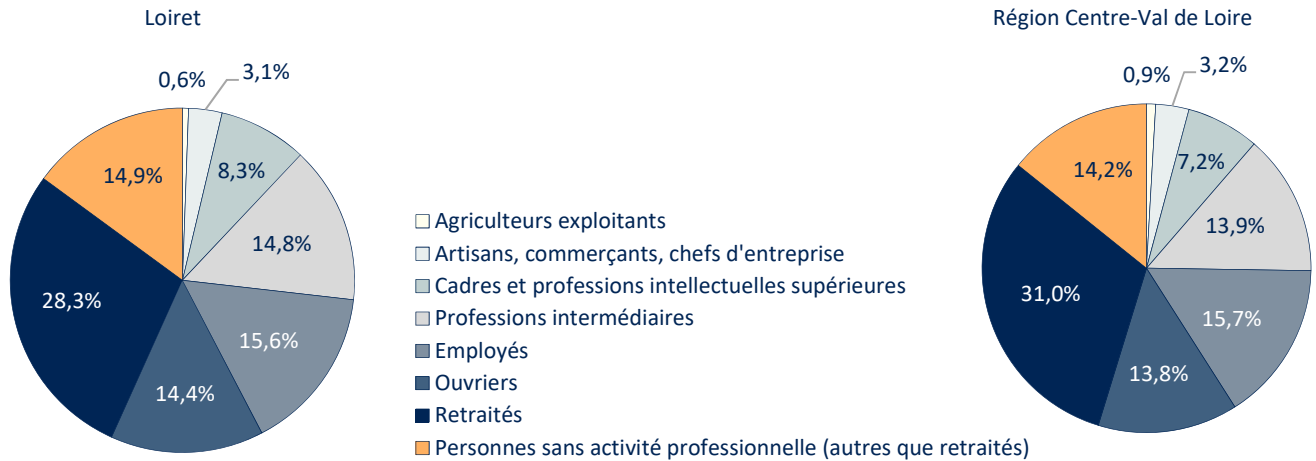 Loiret
0,6%
3,1%
8,3%
14,8%
15,6%
14,4%
28,3%
14,9%
Agriculteurs exploitants
Artisans, commerçants, chefs d'entreprise
Cadres et professions intellectuelles supérieures
Professions intermédiaires
Employés
Ouvriers
Retraités
Personnes sans activité professionnelle (autres que retraités)
Région Centre-Val de Loire
0,9%
3,2%
7,2%
13,9%
15,7%
13,8%
31,0%
14,2%